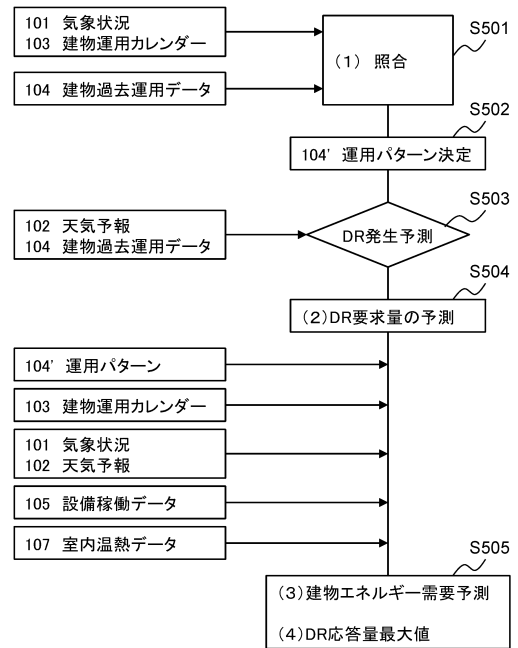 101 気象状況
103 建物運用カレンダー
104 建物過去運用データ
(1) 照合
S501
S502
104' 運用パターン決定
S503
102 天気予報
104 建物過去運用データ
DR発生予測
S504
(2)DR要求量の予測
104' 運用パターン
103 建物運用カレンダー
101 気象状況
102 天気予報
105 設備稼働データ
107 室内温熱データ
S505
(3)建物エネルギー需要予測
(4)DR応答量最大値